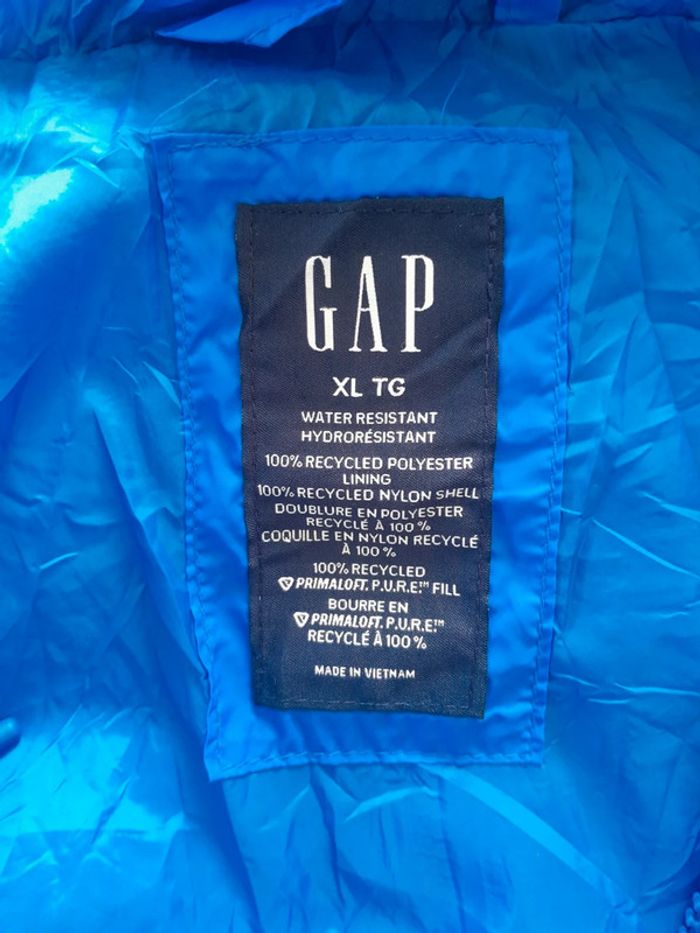 GAP
XL TG
WATER RESISTANT
HYDRORÉSISTANT
100% RECYCLED POLYESTER
LINING
100% RECYCLED NYLON SHELL
DOUBLURE EN POLYESTER
RECYCLÉ À 100 %
COQUILLE EN NYLON RECYCLÉ
À 100 %
100% RECYCLED
PRIMALOFT. P.U.R.E.™ FILL
BOURRE EN
PRIMALOFT. P.U.R.E.™
RECYCLÉ À 100 %
MADE IN VIETNAM